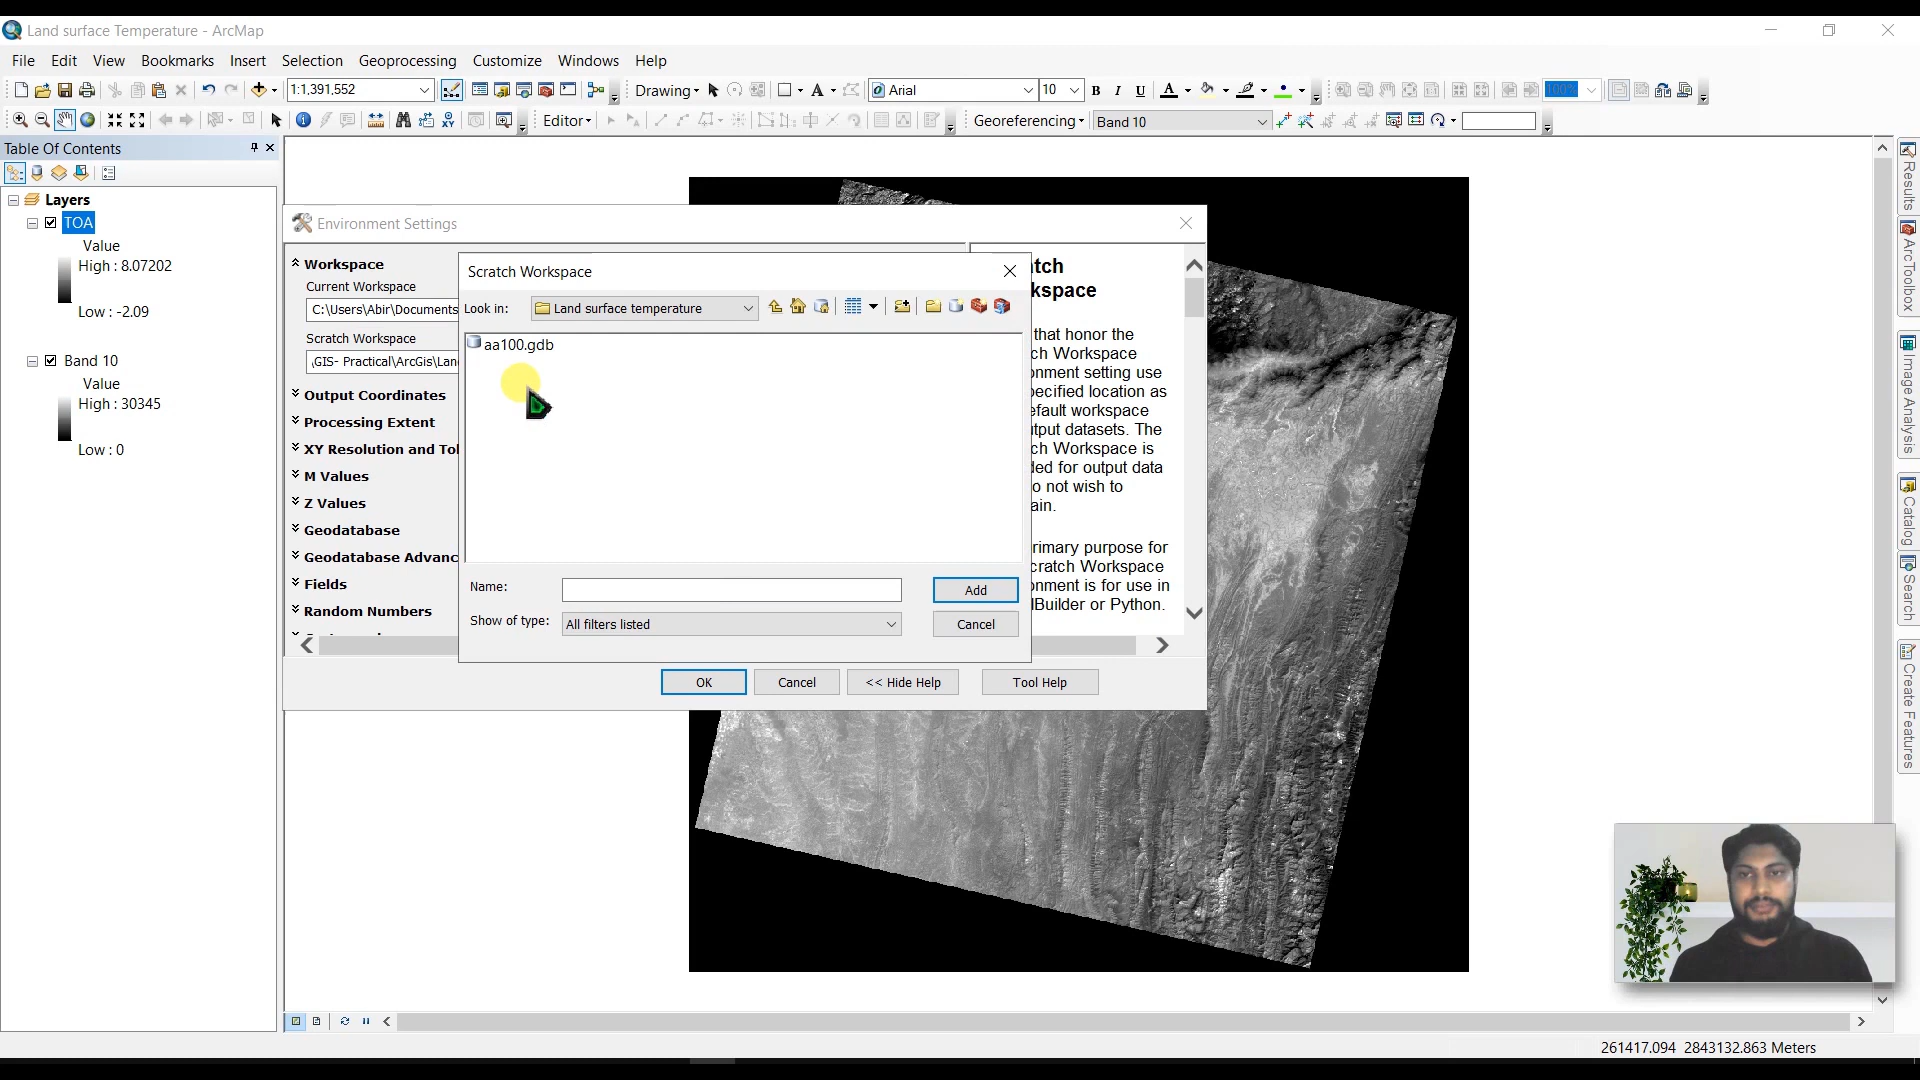 Land surface Temperature - ArcMap
File Edit View Bookmarks Insert Selection Geoprocessing Customize Windows Help
1:1,391,552 Drawing Arial 10 B I U A 100%
Editor Georeferencing Band 10
Table Of Contents
Layers
TOA
Value
High : 8.07202
Low : -2.09
Band 10
Value
High : 30345
Low : 0
Environment Settings
Workspace
Current Workspace
C:\Users\Abir\Documents
Scratch Workspace
GIS- Practical\ArcGis\Lan
Output Coordinates
Processing Extent
XY Resolution and Tol
M Values
Z Values
Geodatabase
Geodatabase Advanc
Fields
Random Numbers
Scratch Workspace
Look in: Land surface temperature
aa100.gdb
Name: Add
Show of type: All filters listed Cancel
tch
kspace
that honor the
ch Workspace
onment setting use
pecified location as
efault workspace
utput datasets. The
ch Workspace is
ded for output data
o not wish to
ain.
rimary purpose for
cratch Workspace
onment is for use in
lBuilder or Python.
OK Cancel << Hide Help Tool Help
Results
ArcToolbox
Image Analysis
Catalog
Search
Create Features
261417.094 2843132.863 Meters